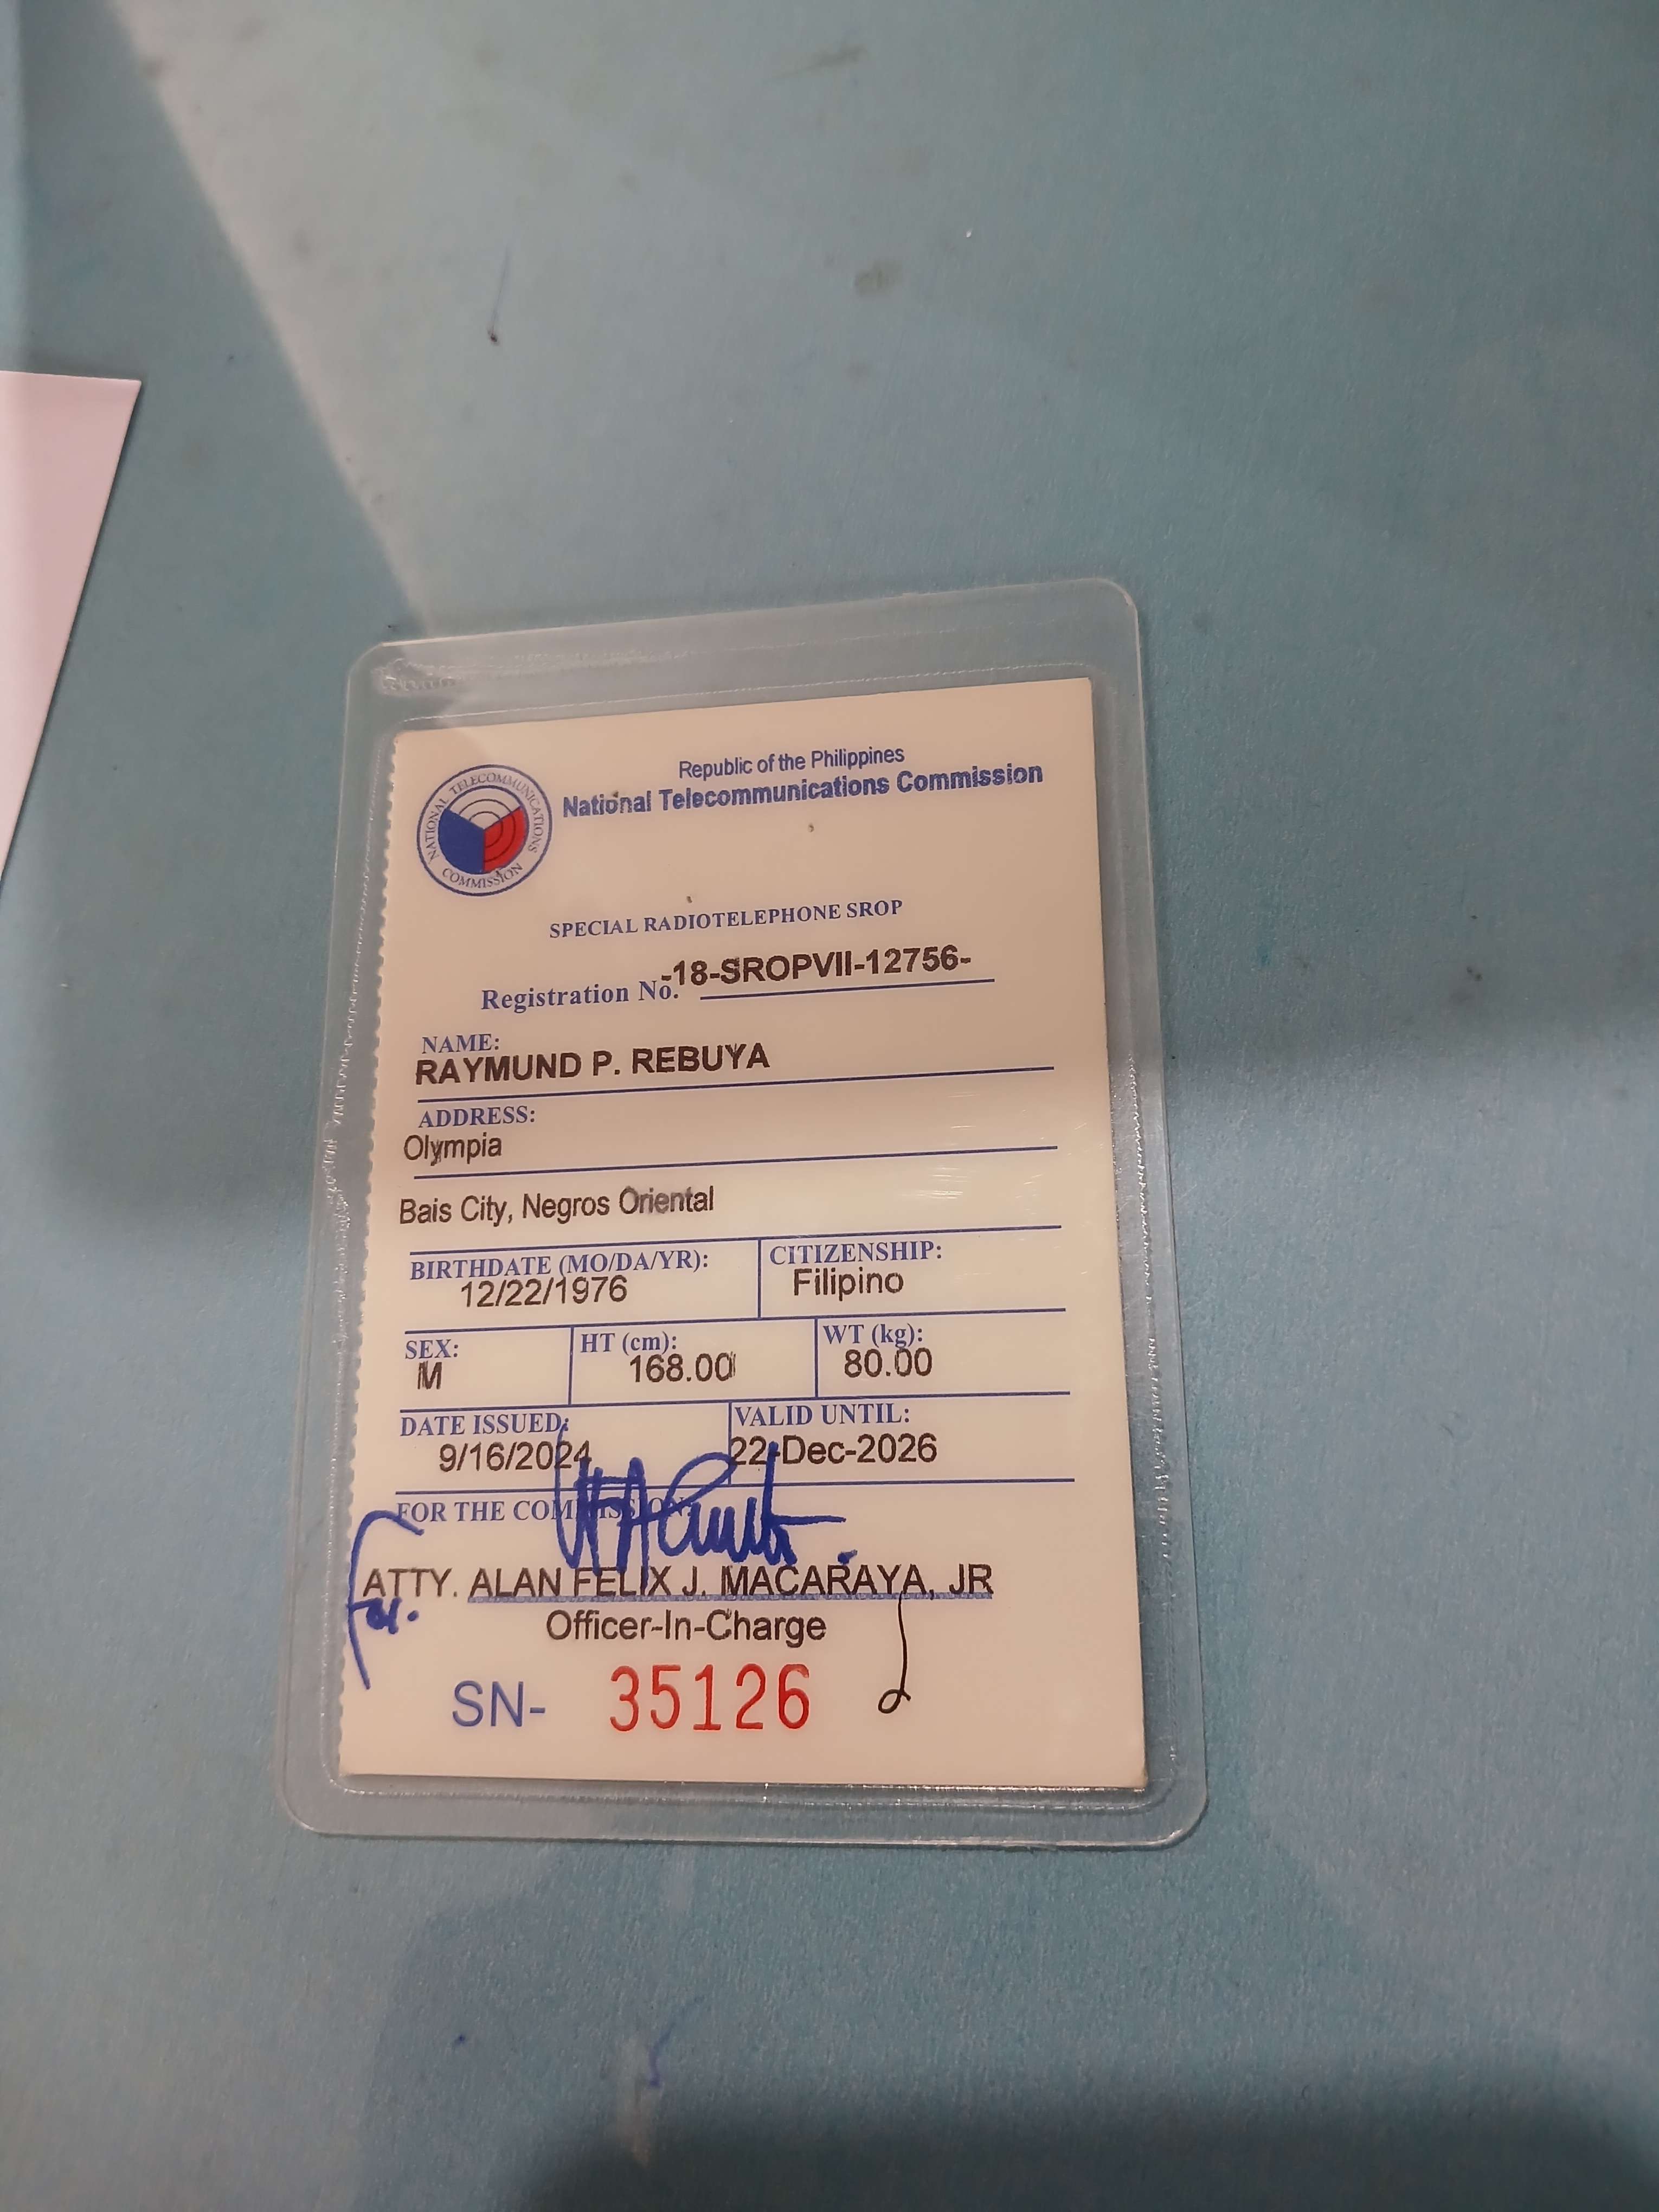 Republic of the Philippines
National Telecommunications Commission
NATIONAL TELECOMMUNICATIONS COMMISSION
SPECIAL RADIOTELEPHONE SROP
Registration No. -18-SROPVII-12756-
NAME:
RAYMUND P. REBUYA
ADDRESS:
Olympia
Bais City, Negros Oriental
BIRTHDATE (MO/DA/YR): CITIZENSHIP:
12/22/1976 Filipino
SEX: HT (cm): WT (kg):
M 168.00 80.00
DATE ISSUED: VALID UNTIL:
9/16/2024 22-Dec-2026
FOR THE COMMISSION:
ATTY. ALAN FELIX J. MACARAYA, JR
for.
Officer-In-Charge
SN- 35126